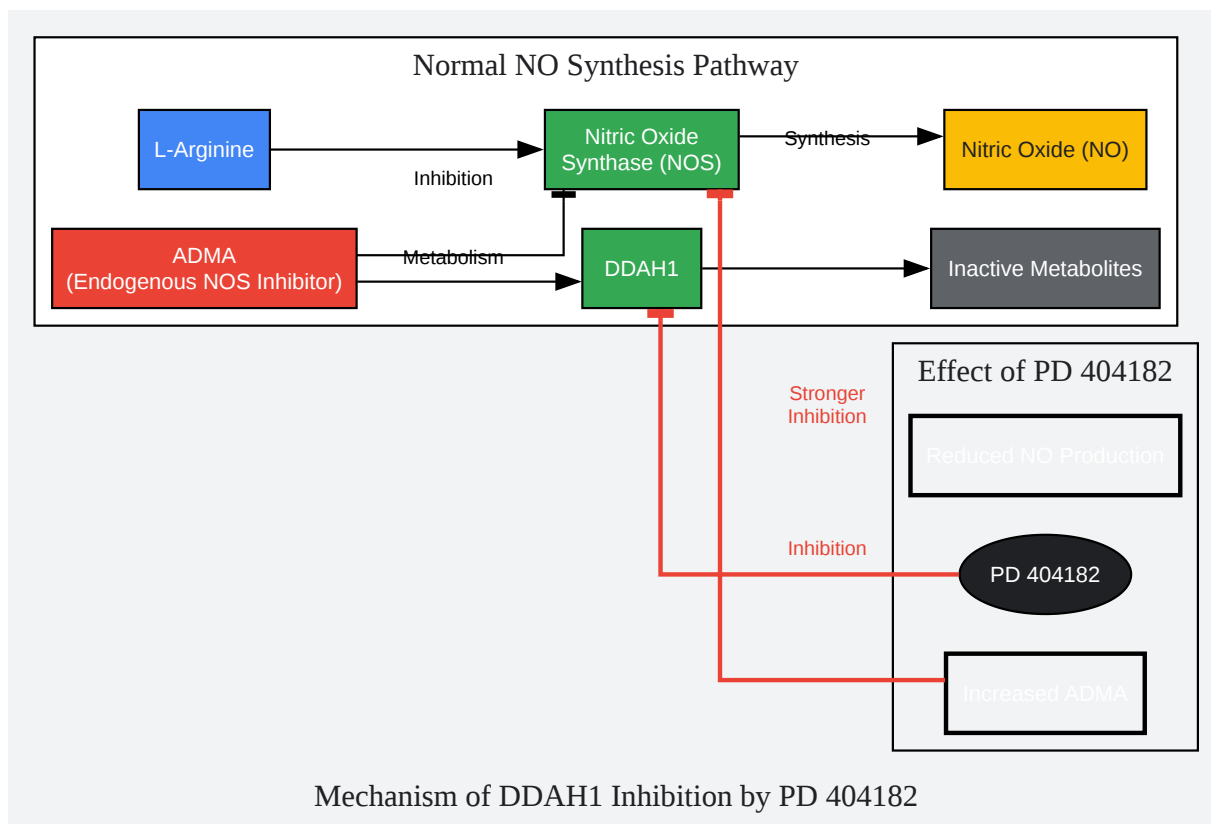 Normal NO Synthesis Pathway
L-Arginine
Nitric Oxide
Synthase (NOS)
Synthesis
Nitric Oxide (NO)
Inhibition
ADMA
(Endogenous NOS Inhibitor)
Metabolism
DDAH1
Inactive Metabolites
Effect of PD 404182
Stronger
Inhibition
Reduced NO Production
Inhibition
PD 404182
Increased ADMA
Mechanism of DDAH1 Inhibition by PD 404182